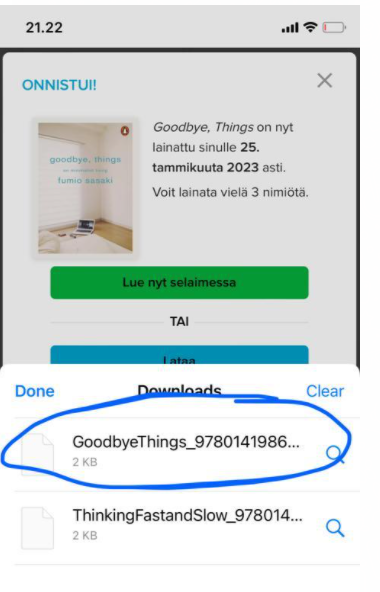 21.22
ONNISTUI!!
goodbye, things
fumio sasaki
Goodbye, Things on nyt
lainattu sinulle 25.
tammikuuta 2023 asti.
Voit lainata vielä 3 nimiötä.
Lue nyt selaimessa
TAI
Lataa
Done
Downloads
Clear
GoodbyeThings_9780141986...
2 KB
ThinkingFastandSlow_978014...
2 KB